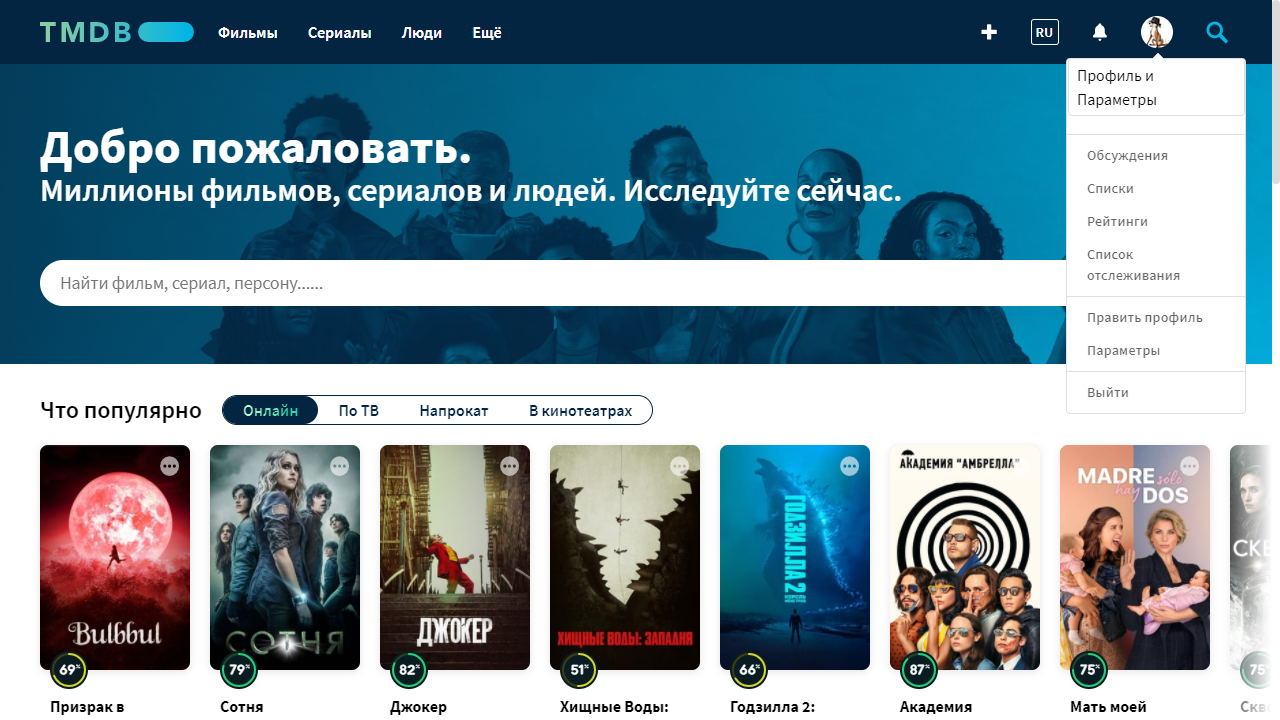 TMDB
Фильмы
Сериалы
Люди
Ещё
RU
Профиль и
Параметры
Обсуждения
Списки
Рейтинги
Список
отслеживания
Править профиль
Параметры
Выйти
Добро пожаловать.
Миллионы фильмов, сериалов и людей. Исследуйте сейчас.
Найти фильм, сериал, персону......
Что популярно
Онлайн
По ТВ
Напрокат
В кинотеатрах
Bulbbul
69%
Призрак в
СОТНЯ
79%
Сотня
ДЖОКЕР
82%
Джокер
ХИЩНЫЕ ВОДЫ: ЗАПАДНЯ
51%
Хищные Воды:
ГОДЗИЛЛА 2
66%
Годзилла 2:
АКАДЕМИЯ "АМБРЕЛЛА"
87%
Академия
MADRE sólo
hay DOS
75%
Мать моей
СКВ
75
Скво